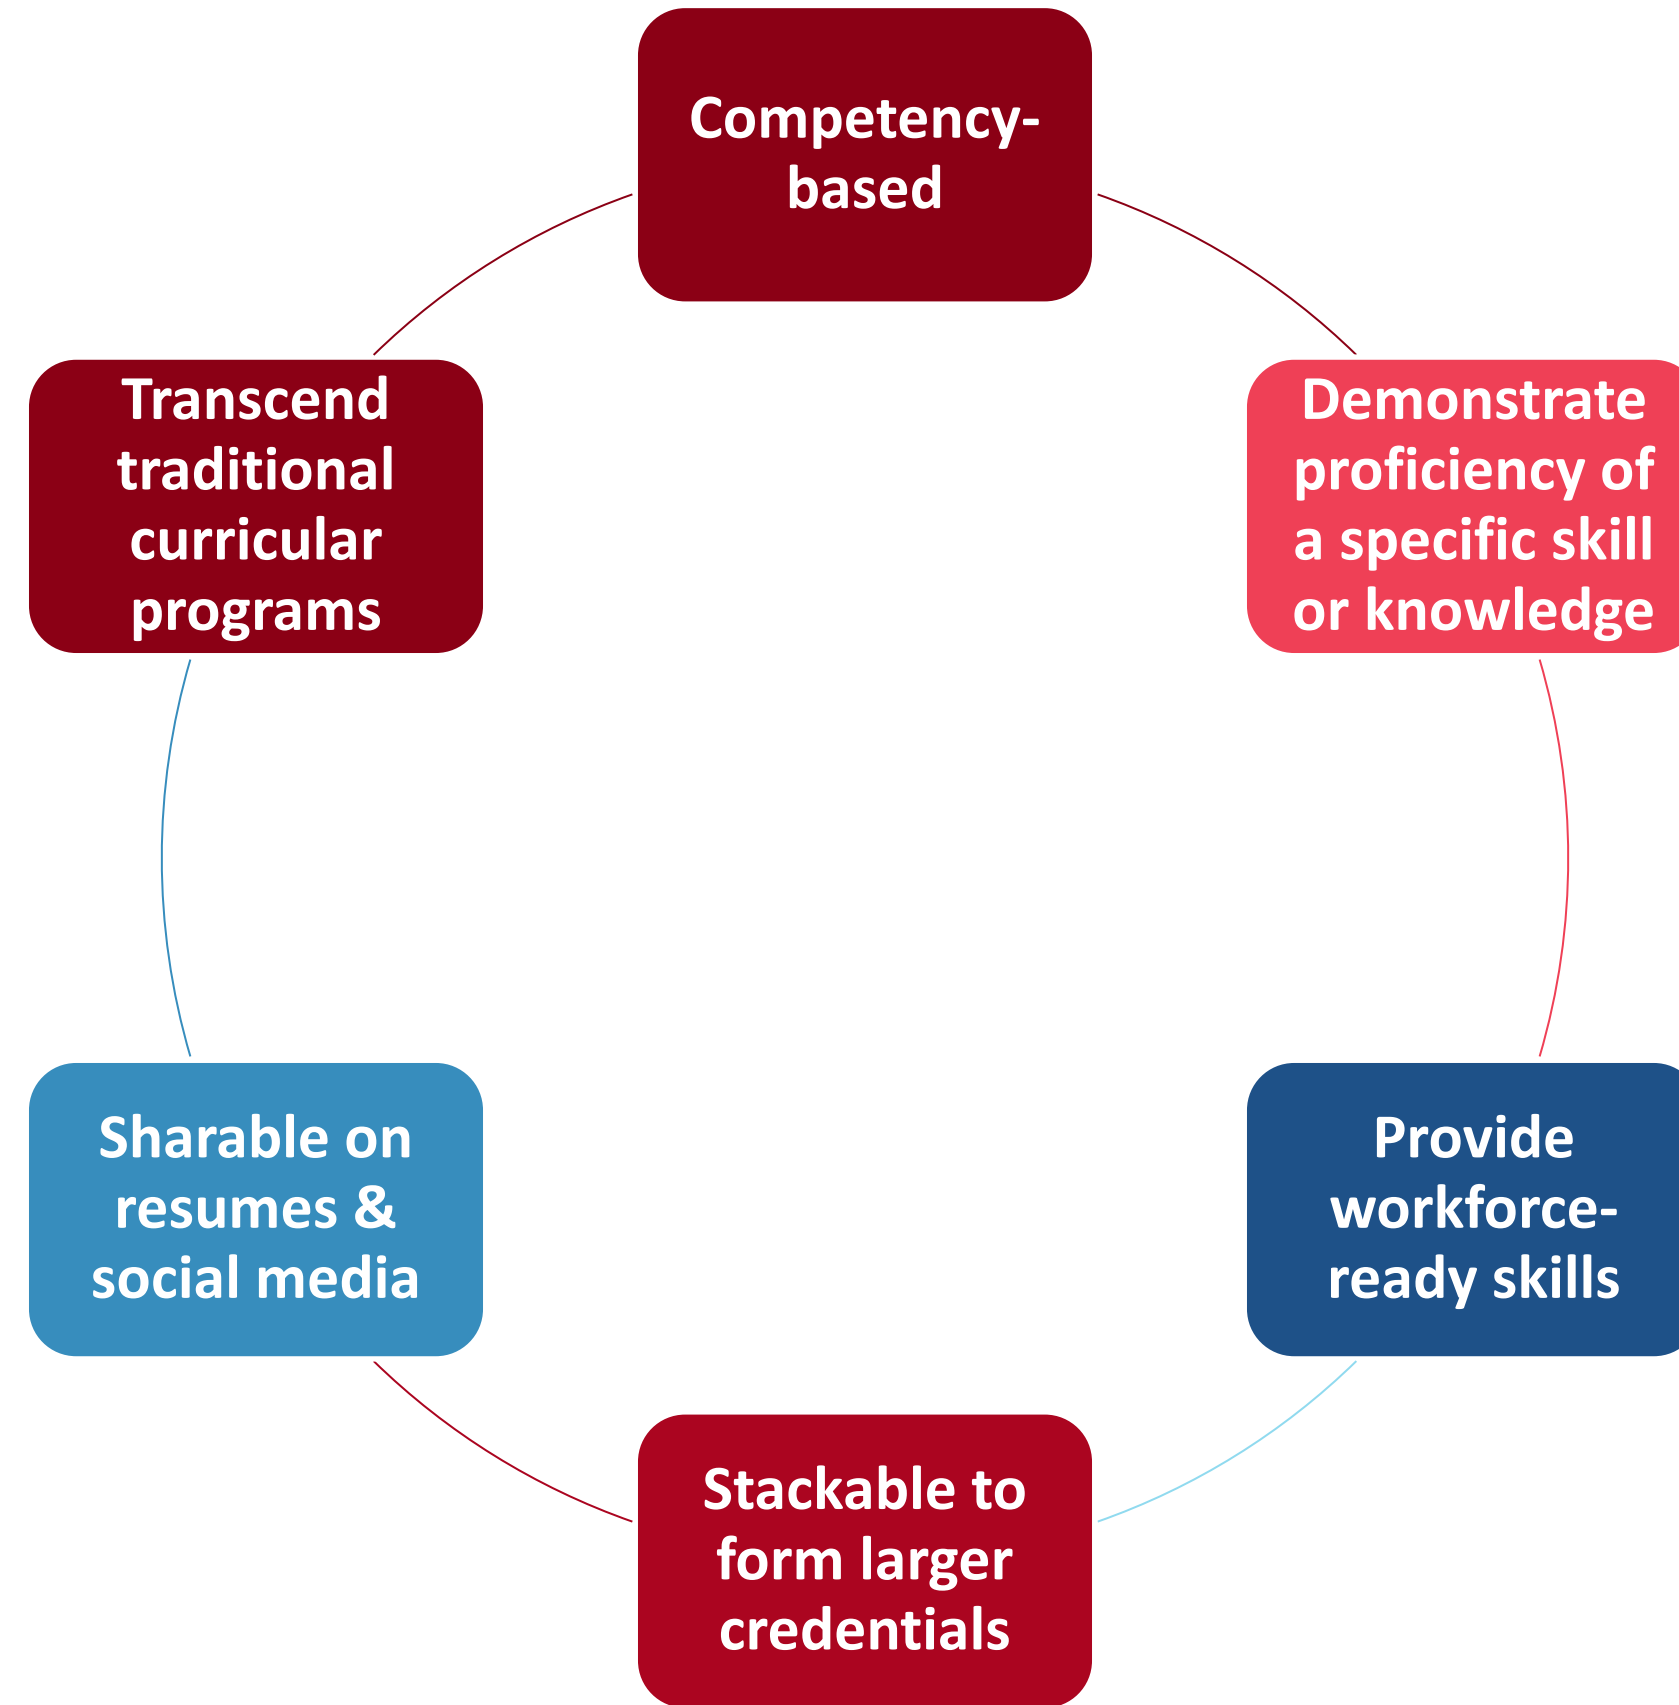 Competency-
based
Demonstrate
proficiency of
a specific skill
or knowledge
Provide
workforce-
ready skills
Stackable to
form larger
credentials
Sharable on
resumes &
social media
Transcend
traditional
curricular
programs